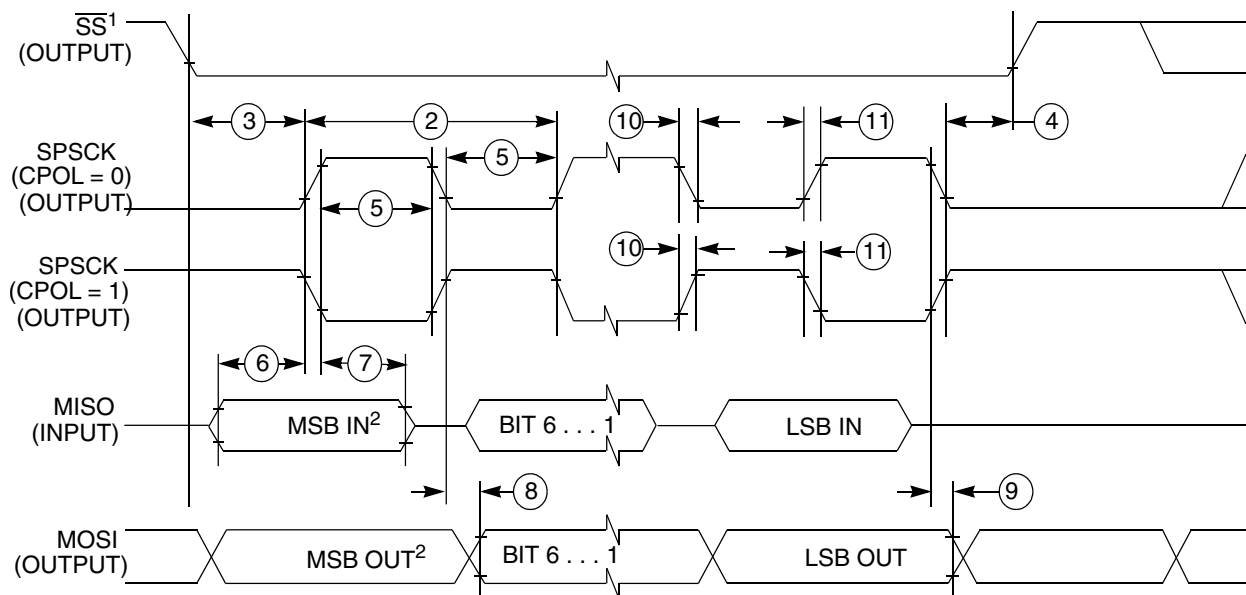 SS¹
(OUTPUT)
3
2
10
11
4
SPSCK
(CPOL = 0)
(OUTPUT)
5
5
SPSCK
(CPOL = 1)
(OUTPUT)
10
11
6
7
MISO
(INPUT)
MSB IN²
BIT 6 . . . 1
LSB IN
8
9
MOSI
(OUTPUT)
MSB OUT²
BIT 6 . . . 1
LSB OUT